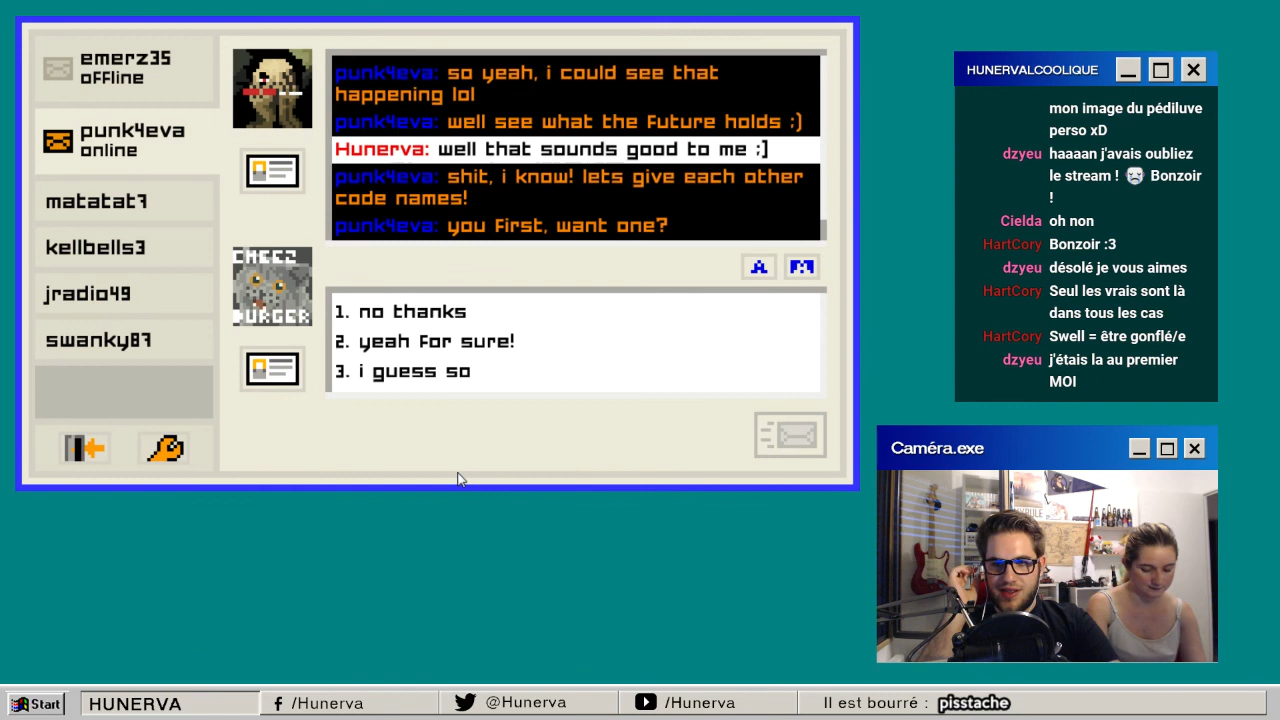 emerz35
offline
punk4eva
online
matatat7
kellbells3
jradio49
swanky87
punk4eva: so yeah, i could see that
happening lol
punk4eva: well see what the future holds ;)
Hunerva: well that sounds good to me ;]
punk4eva: shit, i know! lets give each other
code names!
punk4eva: you first, want one?
CHEEZ
BURGER
A
1. no thanks
2. yeah for sure!
3. i guess so
HUNERVALCOOLIQUE
mon image du pédiluve
perso xD
dzyeu haaaan j'avais oubliez
le stream ! Bonzoir
!
Cielda oh non
HartCory Bonzoir :3
dzyeu désolé je vous aimes
HartCory Seul les vrais sont là
dans tous les cas
HartCory Swell = être gonflé/e
dzyeu j'étais la au premier
MOI
Caméra.exe
Start
HUNERVA
/Hunerva
@Hunerva
/Hunerva
Il est bourré : pisstache